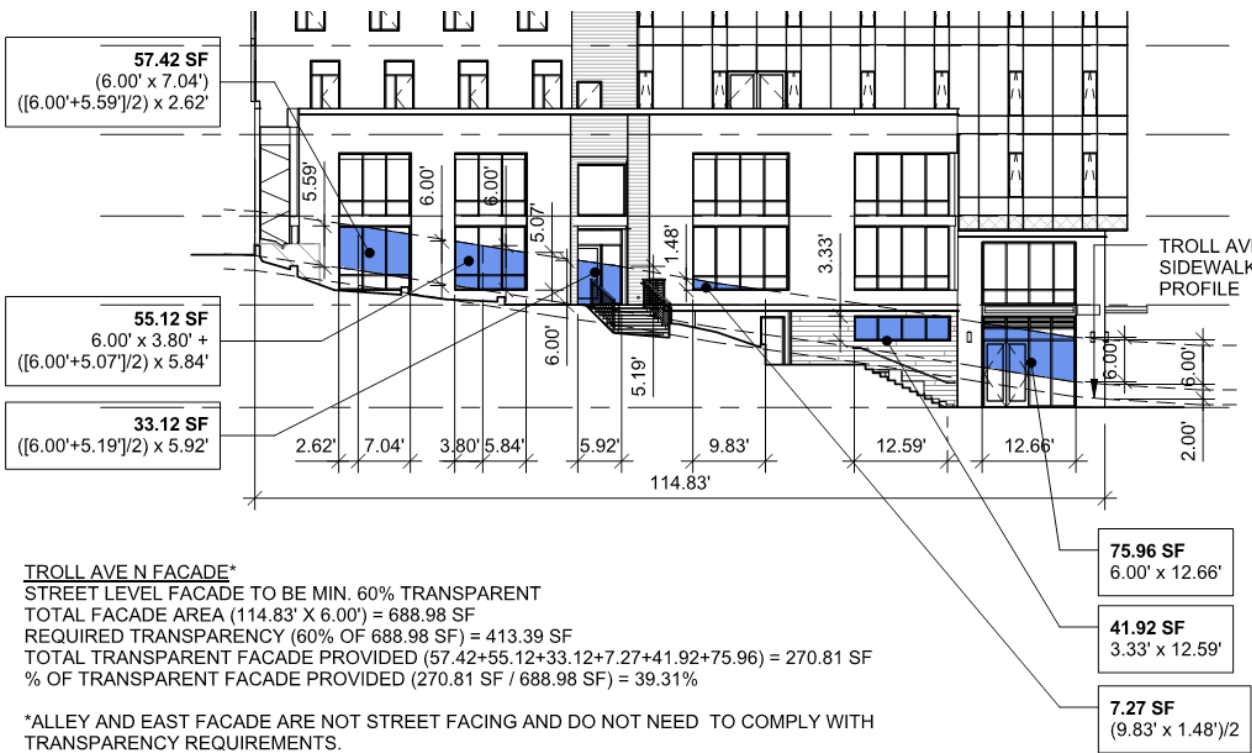 57.42 SF
(6.00' x 7.04')
([6.00'+5.59']/2) x 2.62'
5.59'
6.00'
6.00'
5.07'
1.48'
3.33'
TROLL AVE
SIDEWALK
PROFILE
55.12 SF
6.00' x 3.80' +
([6.00'+5.07']/2) x 5.84'
6.00'
5.19'
6.00'
6.00'
2.00'
33.12 SF
([6.00'+5.19']/2) x 5.92'
2.62' 7.04' 3.80' 5.84' 5.92' 9.83' 12.59' 12.66'
114.83'
75.96 SF
6.00' x 12.66'
41.92 SF
3.33' x 12.59'
7.27 SF
(9.83' x 1.48')/2
TROLL AVE N FACADE*
STREET LEVEL FACADE TO BE MIN. 60% TRANSPARENT
TOTAL FACADE AREA (114.83' X 6.00') = 688.98 SF
REQUIRED TRANSPARENCY (60% OF 688.98 SF) = 413.39 SF
TOTAL TRANSPARENT FACADE PROVIDED (57.42+55.12+33.12+7.27+41.92+75.96) = 270.81 SF
% OF TRANSPARENT FACADE PROVIDED (270.81 SF / 688.98 SF) = 39.31%
*ALLEY AND EAST FACADE ARE NOT STREET FACING AND DO NOT NEED TO COMPLY WITH
TRANSPARENCY REQUIREMENTS.